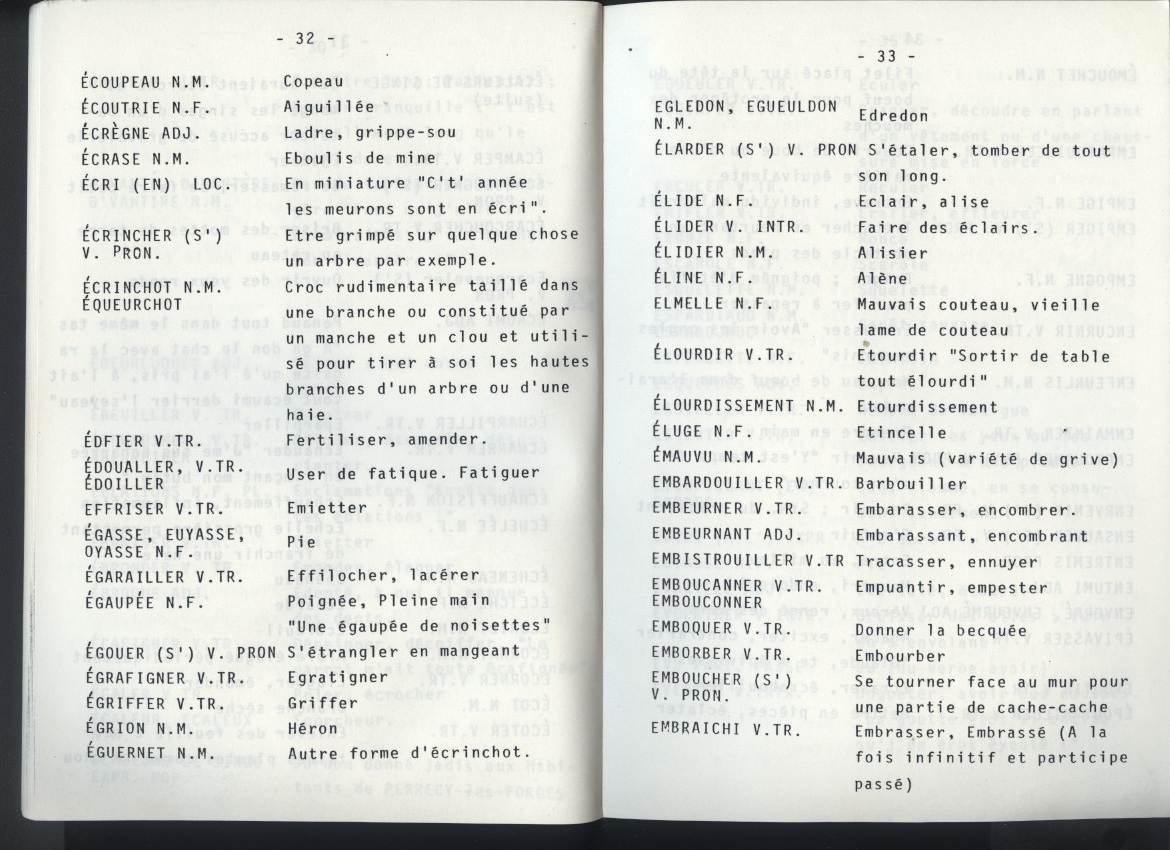 - 32 -
ÉCOUPEAU N.M. Copeau
ÉCOUTRIE N.F. Aiguillée
ÉCRÈGNE ADJ. Ladre, grippe-sou
ÉCRASE N.M. Eboulis de mine
ÉCRI (EN) LOC. En miniature "C't' année
les meurons sont en écri".
ÉCRINCHER (S') Etre grimpé sur quelque chose
V. PRON. un arbre par exemple.
ÉCRINCHOT N.M. Croc rudimentaire taillé dans
ÉQUEURCHOT une branche ou constitué par
un manche et un clou et utili-
sé pour tirer à soi les hautes
branches d'un arbre ou d'une
haie.
ÉDFIER V.TR. Fertiliser, amender.
ÉDOUALLER, V.TR. User de fatique. Fatiguer
ÉDOILLER
EFFRISER V.TR. Emietter
ÉGASSE, EUYASSE, Pie
OYASSE N.F.
ÉGARAILLER V.TR. Effilocher, lacérer
ÉGAUPÉE N.F. Poignée, Pleine main
"Une égaupée de noisettes"
ÉGOUER (S') V. PRON S'étrangler en mangeant
ÉGRAFIGNER V.TR. Egratigner
ÉGRIFFER V.TR. Griffer
ÉGRION N.M. Héron
ÉGUERNET N.M. Autre forme d'écrinchot.
- 33 -
EGLEDON, EGUEULDON Edredon
N.M.
ÉLARDER (S') V. PRON S'étaler, tomber de tout
son long.
ÉLIDE N.F. Eclair, alise
ÉLIDER V. INTR. Faire des éclairs.
ÉLIDIER N.M. Alisier
ÉLINE N.F. Alêne
ELMELLE N.F. Mauvais couteau, vieille
lame de couteau
ÉLOURDIR V.TR. Etourdir "Sortir de table
tout élourdi"
ÉLOURDISSEMENT N.M. Etourdissement
ÉLUGE N.F. Etincelle
ÉMAUVU N.M. Mauvais (variété de grive)
EMBARDOUILLER V.TR. Barbouiller
EMBEURNER V.TR. Embarasser, encombrer.
EMBEURNANT ADJ. Embarassant, encombrant
EMBISTROUILLER V.TR Tracasser, ennuyer
EMBOUCANNER V.TR. Empuantir, empester
EMBOUCONNER
EMBOQUER V.TR. Donner la becquée
EMBORBER V.TR. Embourber
EMBOUCHER (S') Se tourner face au mur pour
V. PRON. une partie de cache-cache
EMBRAICHI V.TR. Embrasser, Embrassé (A la
fois infinitif et participe
passé)